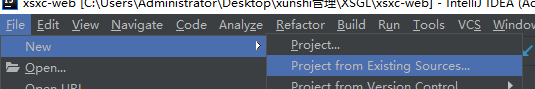 xsxc-web [C:\Users\Administrator\Desktop\xunshi管理\XSGL\xsxc-web] - IntelliJ IDEA (Ad
File Edit View Navigate Code Analyze Refactor Build Run Tools VCS Window
New
Project...
Open...
Project from Existing Sources...
Open URL
Project from Version Control